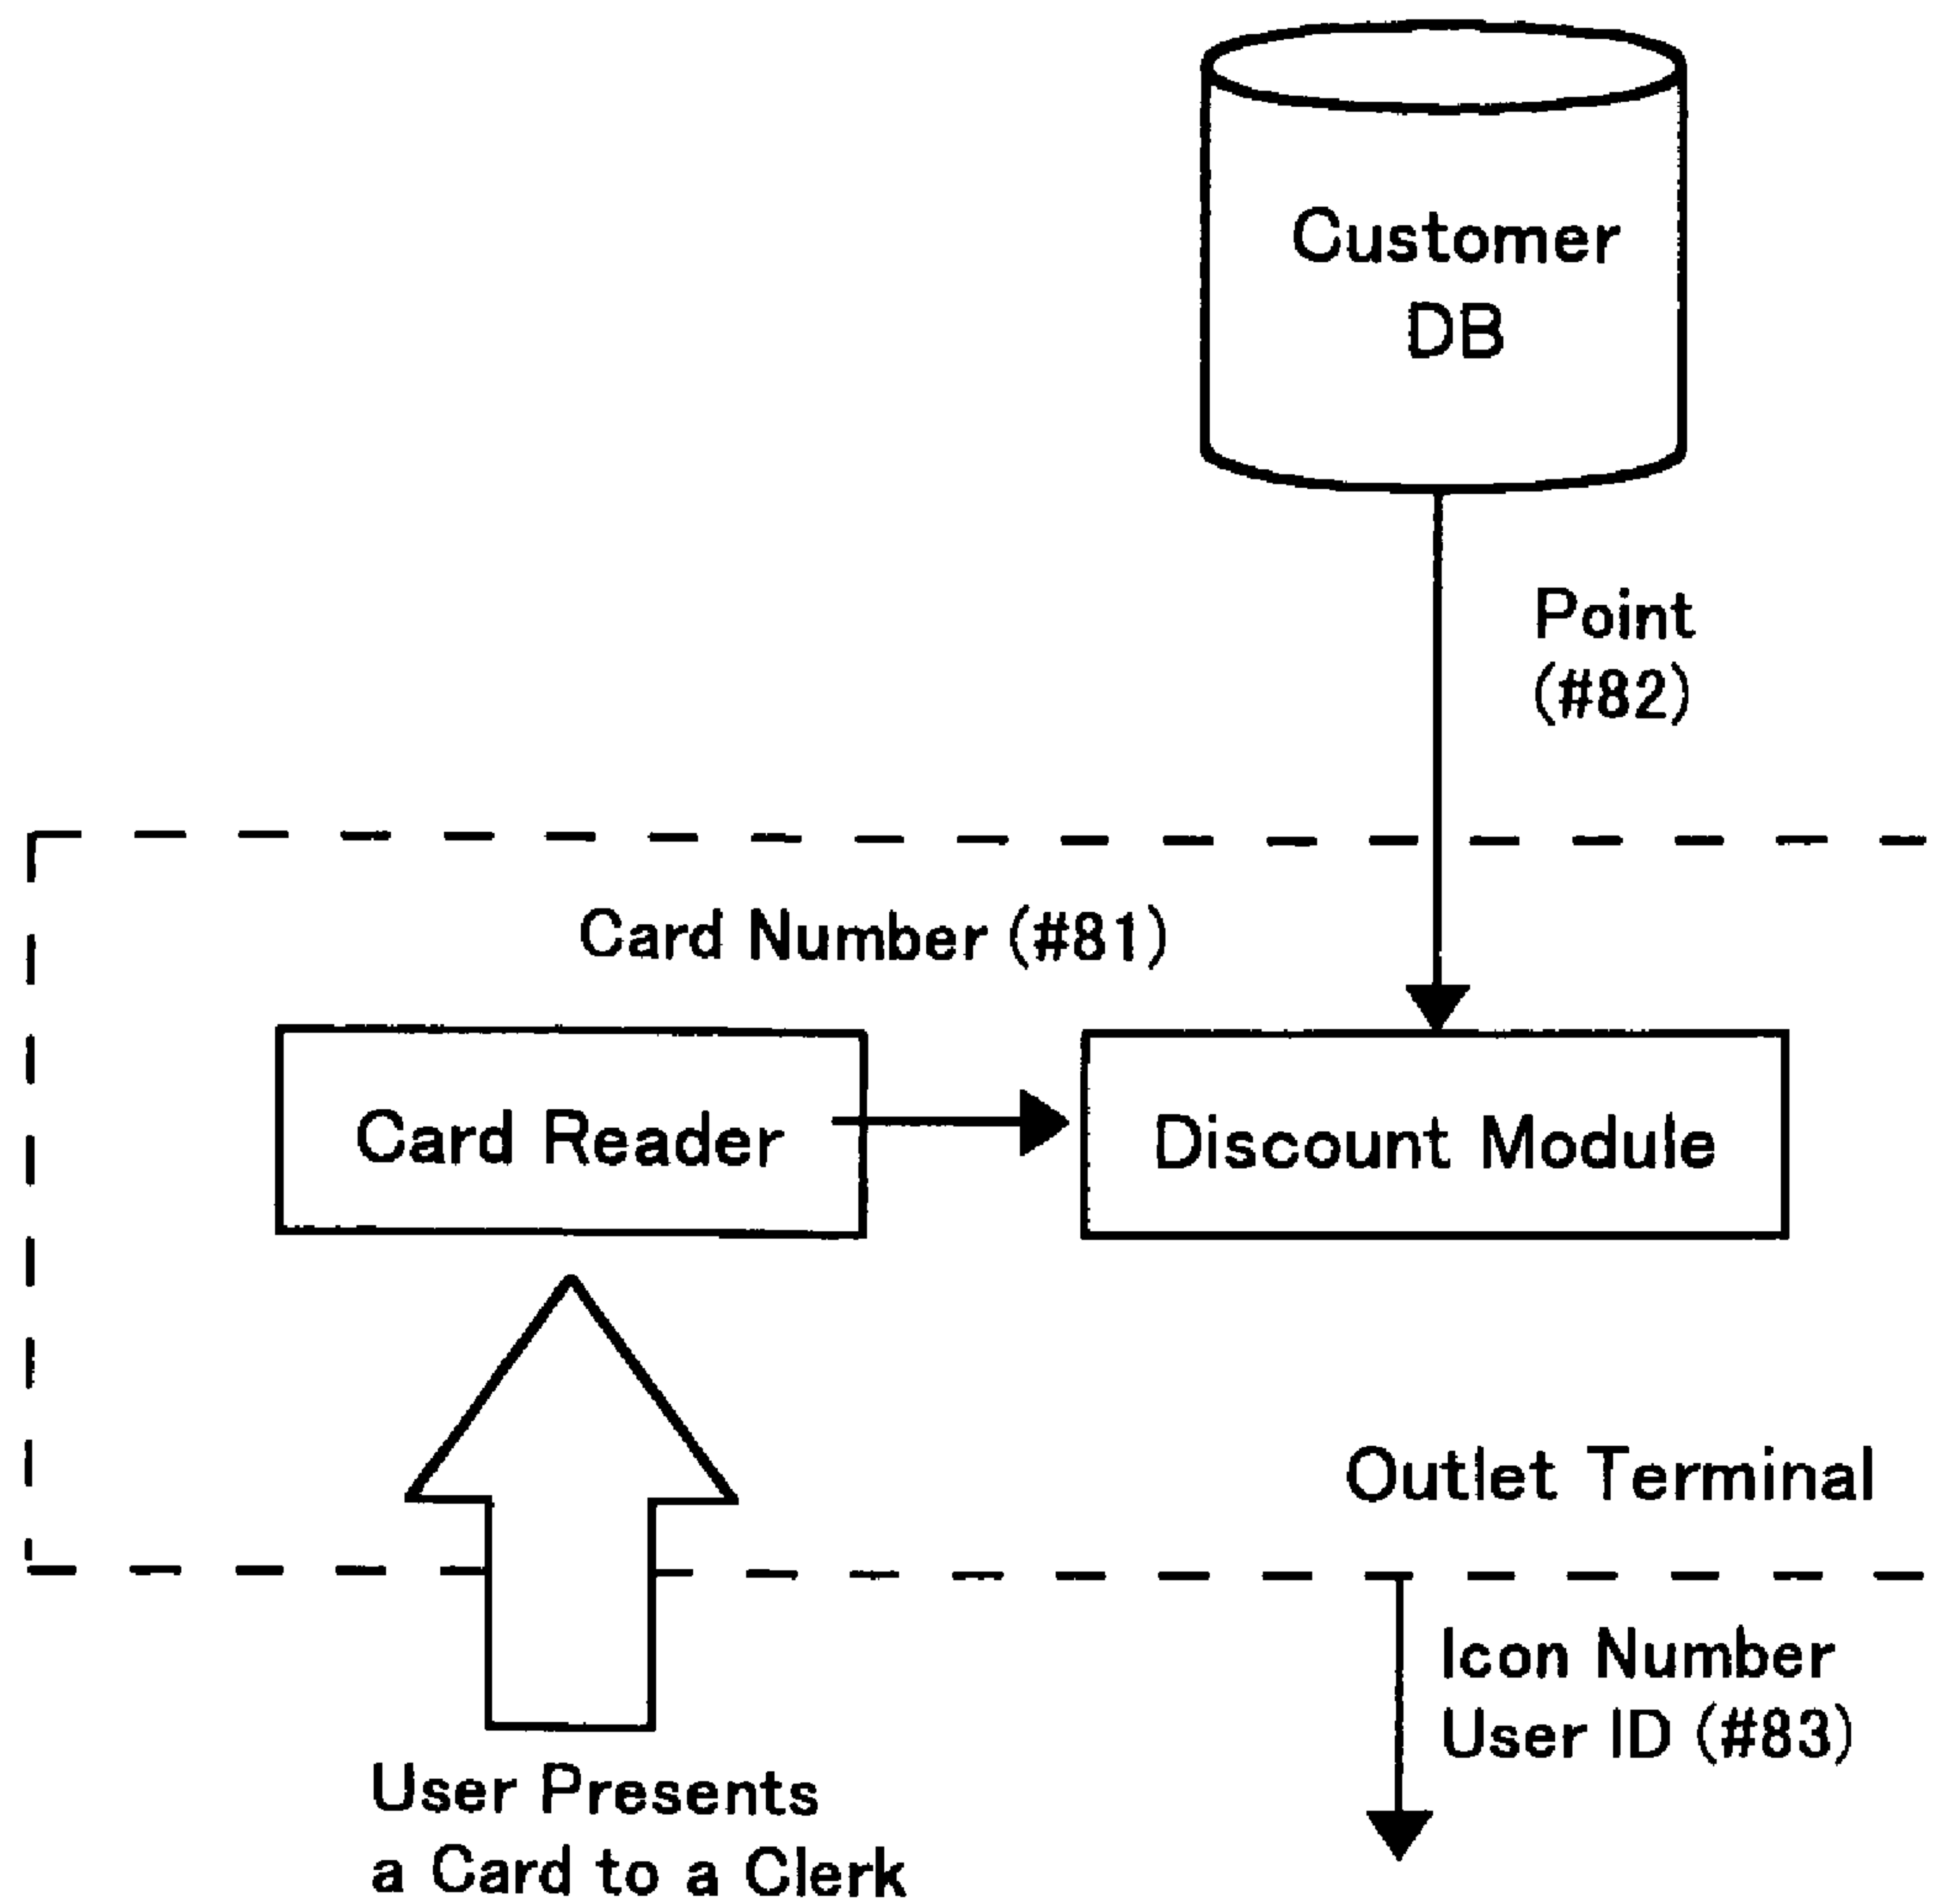 Customer
DB
Point
(#82)
Card Number (#81)
Card Reader
Discount Module
Outlet Terminal
Icon Number
User ID (#83)
User Presents
a Card to a Clerk